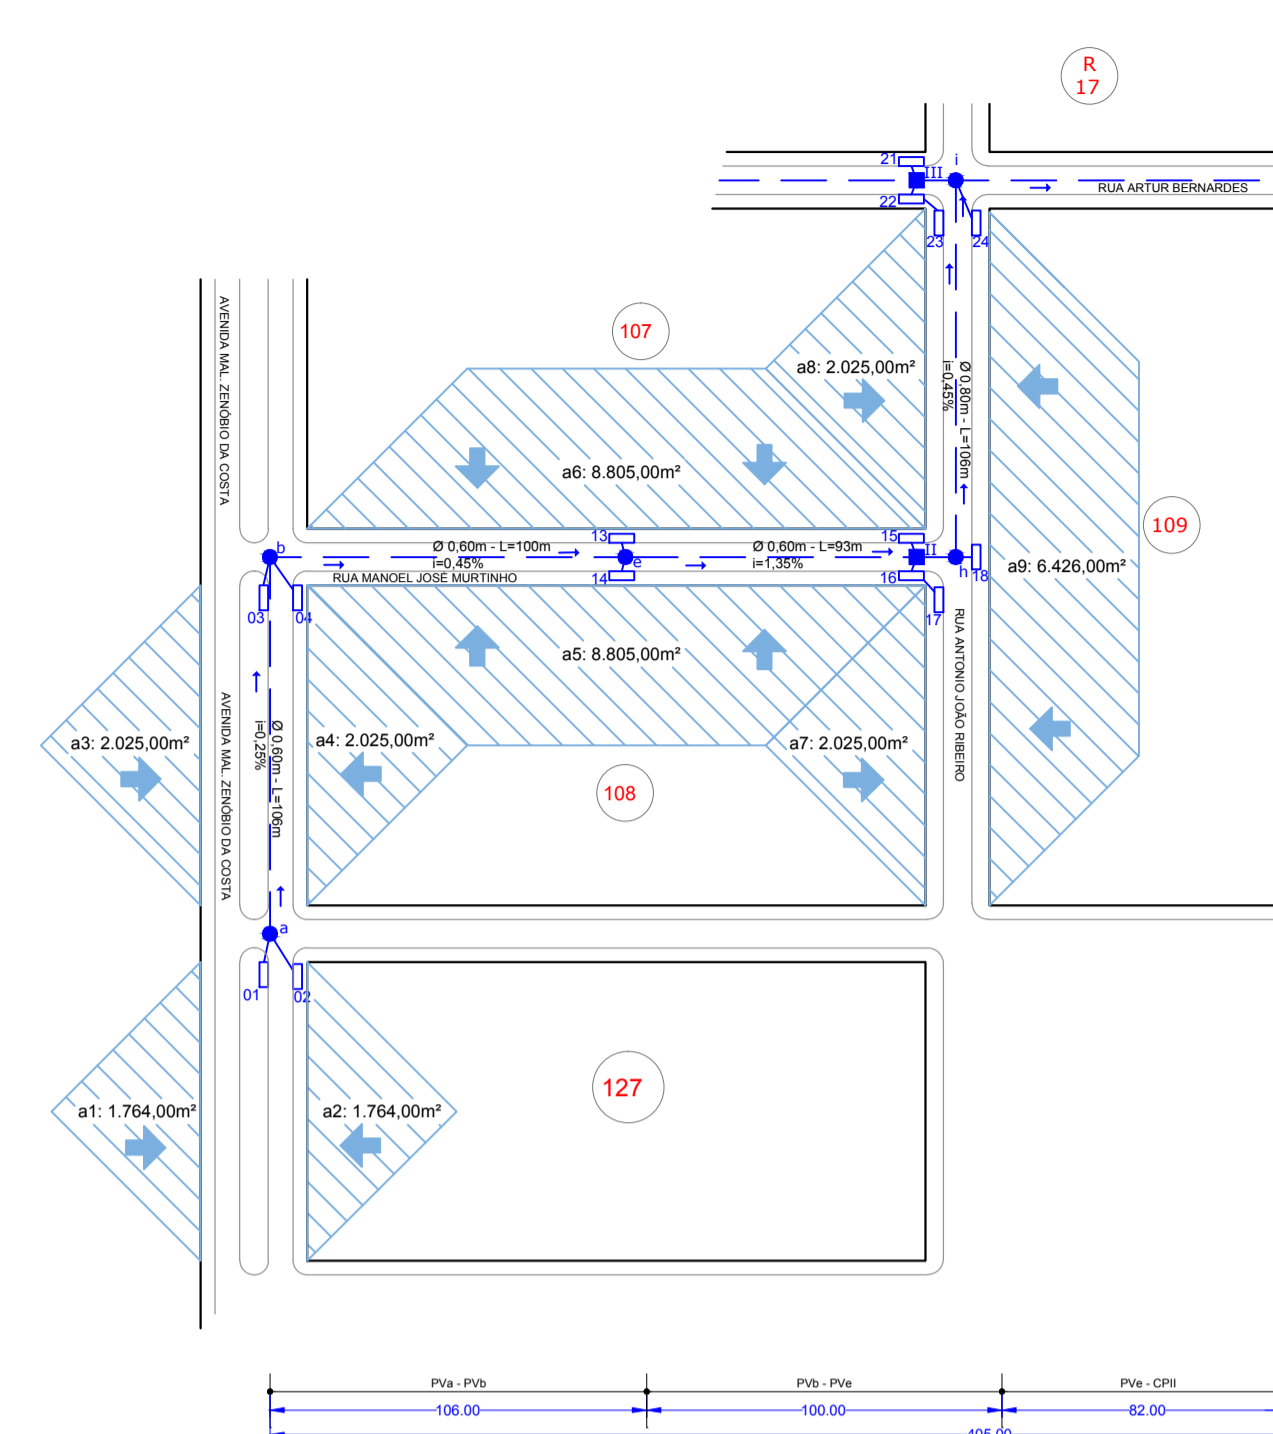 R
17
21
i
III
RUA ARTUR BERNARDES
22
23
24
AVENIDA MAL. ZENÓBIO DA COSTA
107
a8: 2.025,00m²
Ø 0,80m - L=106m
i=0,45%
a6: 8.805,00m²
109
13
15
b
Ø 0,60m - L=100m
i=0,45%
e
Ø 0,60m - L=93m
i=1,35%
II
h
18
14
16
RUA MANOEL JOSÉ MURTINHO
a9: 6.426,00m²
03
04
17
RUA ANTONIO JOÃO RIBEIRO
a5: 8.805,00m²
AVENIDA MAL. ZENÓBIO DA COSTA
Ø 0,60m - L=106m
i=0,25%
a3: 2.025,00m²
a4: 2.025,00m²
a7: 2.025,00m²
108
a
01
02
127
a1: 1.764,00m²
a2: 1.764,00m²
PVa - PVb
PVb - PVe
PVe - CPII
106.00
100.00
82.00
405.00